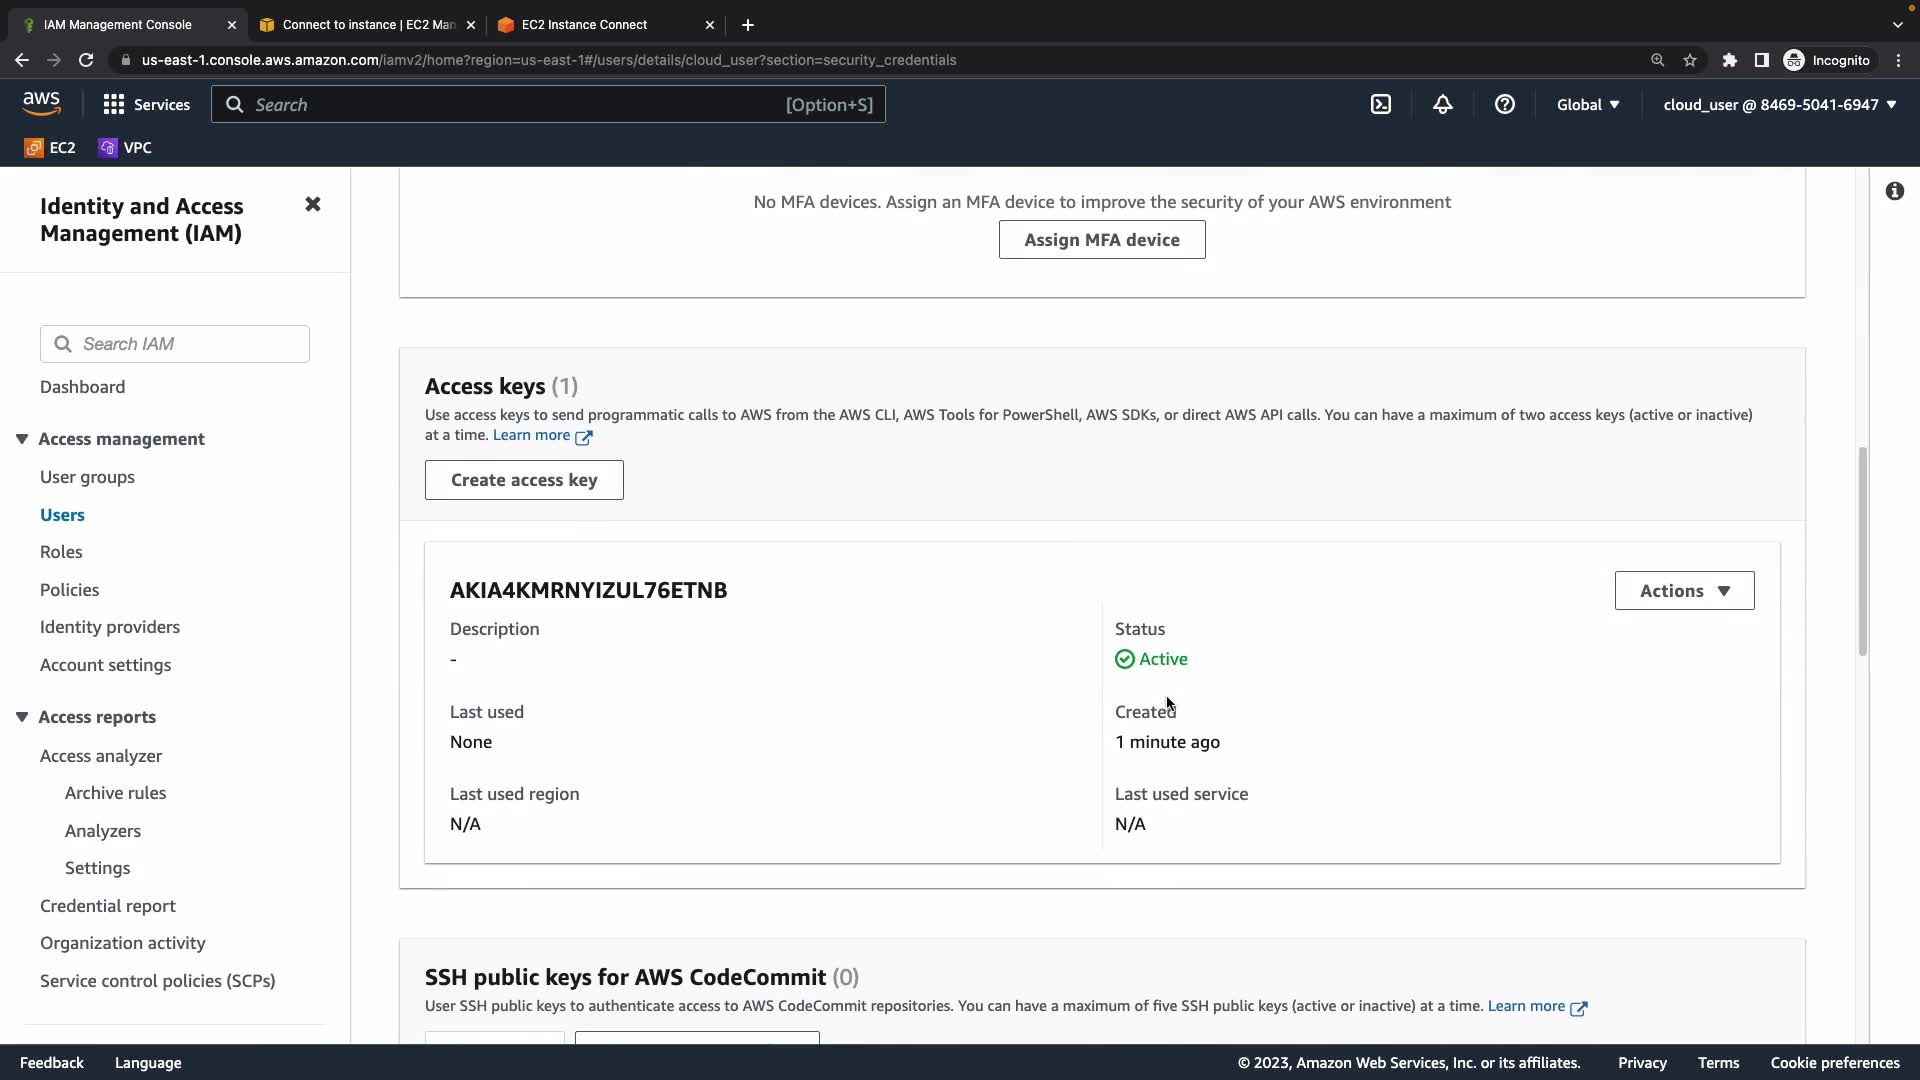 IAM Management Console
Connect to instance | EC2 Man
EC2 Instance Connect
us-east-1.console.aws.amazon.com/iamv2/home?region=us-east-1#/users/details/cloud_user?section=security_credentials
Incognito
aws
Services
Search
[Option+S]
Global
cloud_user @ 8469-5041-6947
EC2
VPC
Identity and Access
Management (IAM)
Search IAM
Dashboard
Access management
User groups
Users
Roles
Policies
Identity providers
Account settings
Access reports
Access analyzer
Archive rules
Analyzers
Settings
Credential report
Organization activity
Service control policies (SCPs)
No MFA devices. Assign an MFA device to improve the security of your AWS environment
Assign MFA device
Access keys (1)
Use access keys to send programmatic calls to AWS from the AWS CLI, AWS Tools for PowerShell, AWS SDKs, or direct AWS API calls. You can have a maximum of two access keys (active or inactive)
at a time. Learn more
Create access key
AKIA4KMRNYIZUL76ETNB
Actions
Description
-
Status
Active
Last used
None
Created
1 minute ago
Last used region
N/A
Last used service
N/A
SSH public keys for AWS CodeCommit (0)
User SSH public keys to authenticate access to AWS CodeCommit repositories. You can have a maximum of five SSH public keys (active or inactive) at a time. Learn more
Feedback
Language
© 2023, Amazon Web Services, Inc. or its affiliates.
Privacy
Terms
Cookie preferences